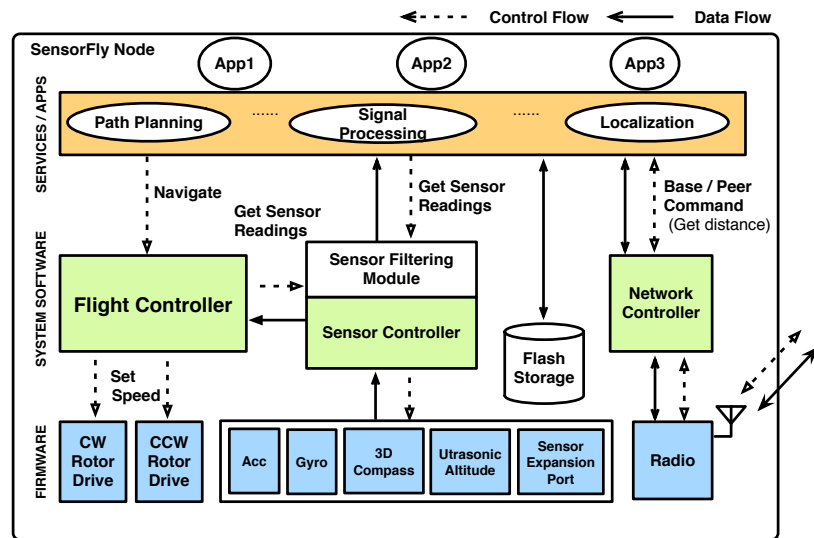 Control Flow
Data Flow
SensorFly Node
App1
App2
App3
SERVICES / APPS
Path Planning
......
Signal
Processing
......
Localization
Navigate
Get Sensor
Readings
Get Sensor
Readings
Base / Peer
Command
(Get distance)
SYSTEM SOFTWARE
Flight Controller
Sensor Filtering
Module
Sensor Controller
Flash
Storage
Network
Controller
Set
Speed
FIRMWARE
CW
Rotor
Drive
CCW
Rotor
Drive
Acc
Gyro
3D
Compass
Utrasonic
Altitude
Sensor
Expansion
Port
Radio